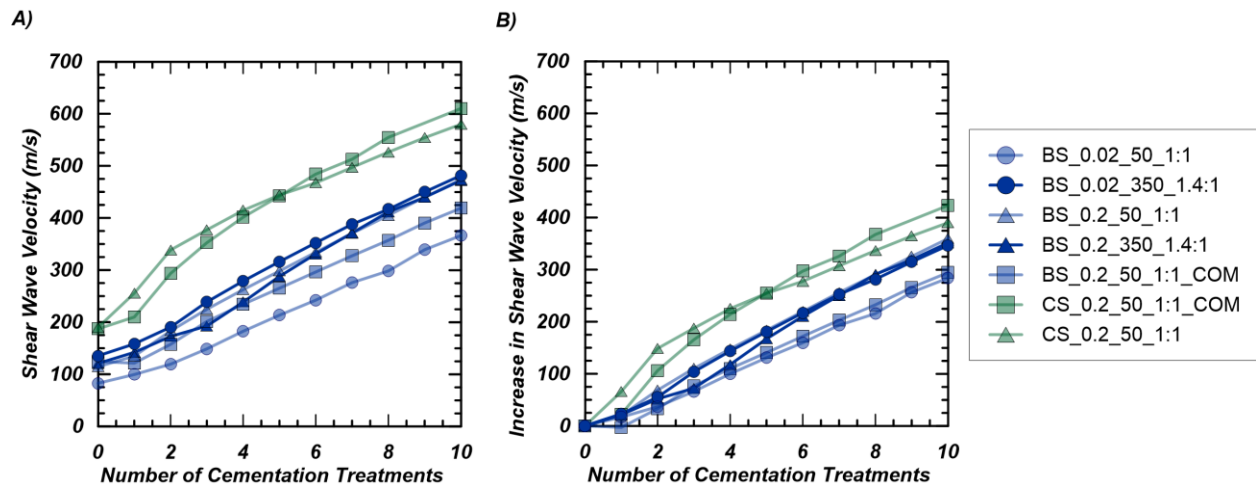 A)
B)
Shear Wave Velocity (m/s)
700
600
500
400
300
200
100
0
0 2 4 6 8 10
Number of Cementation Treatments
Increase in Shear Wave Velocity (m/s)
700
600
500
400
300
200
100
0
0 2 4 6 8 10
Number of Cementation Treatments
BS_0.02_50_1:1
BS_0.02_350_1.4:1
BS_0.2_50_1:1
BS_0.2_350_1.4:1
BS_0.2_50_1:1_COM
CS_0.2_50_1:1_COM
CS_0.2_50_1:1